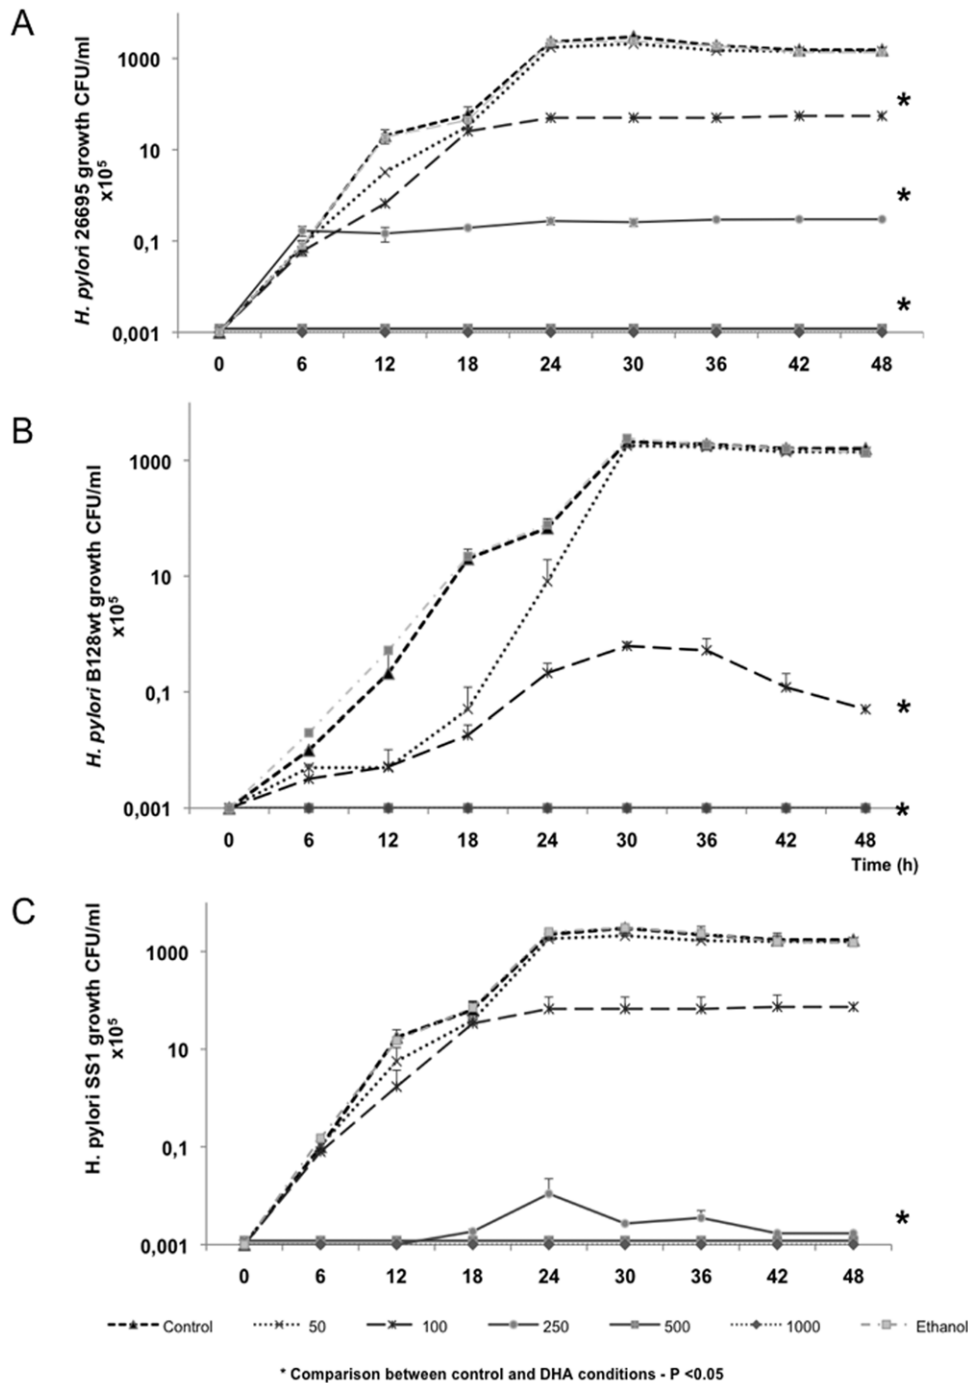 A
H. pylori 26695 growth CFU/ml
x10⁵
1000
10
0,1
0,001
*
*
*
0 6 12 18 24 30 36 42 48
B
H. pylori B128wt growth CFU/ml
x10⁵
1000
10
0,1
0,001
*
*
0 6 12 18 24 30 36 42 48
Time (h)
C
H. pylori SS1 growth CFU/ml
x10⁵
1000
10
0,1
0,001
*
0 6 12 18 24 30 36 42 48
Control 50 100 250 500 1000 Ethanol
* Comparison between control and DHA conditions - P <0.05